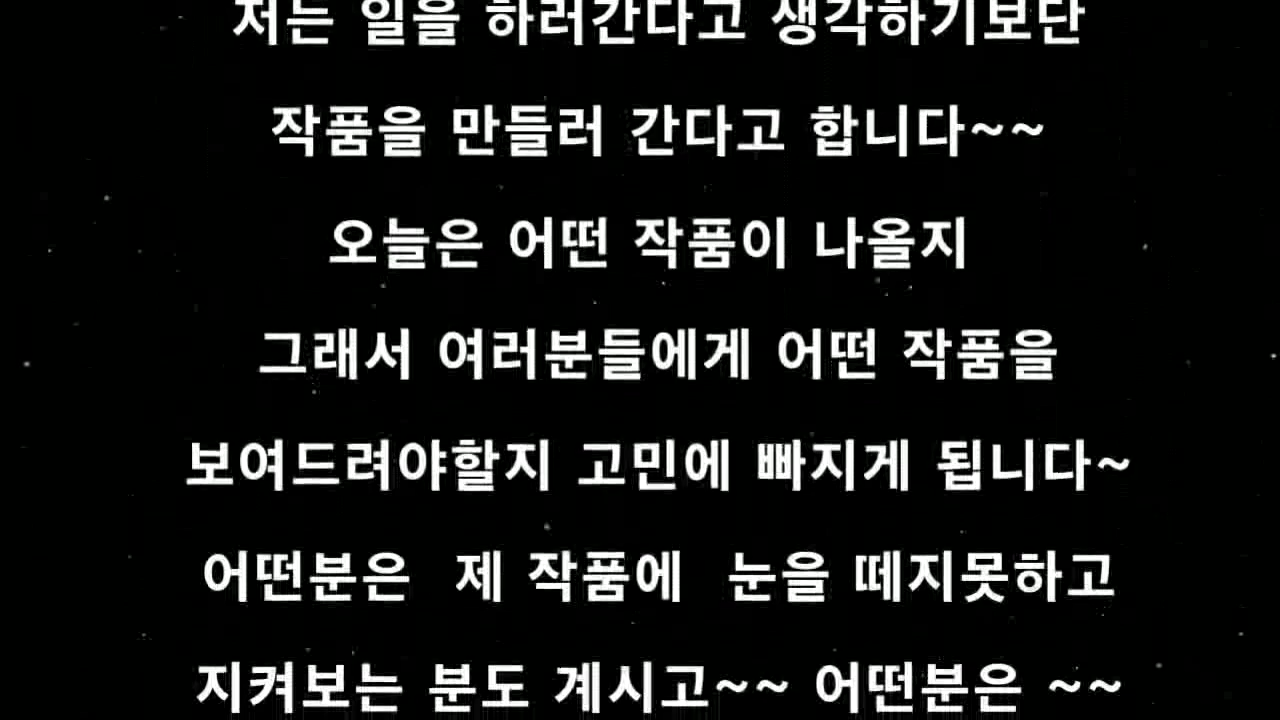 저는 일을 하러간다고 생각하기보단
작품을 만들러 간다고 합니다~~
오늘은 어떤 작품이 나올지
그래서 여러분들에게 어떤 작품을
보여드려야할지 고민에 빠지게 됩니다~
어떤분은 제 작품에 눈을 떼지못하고
지켜보는 분도 계시고~~ 어떤분은 ~~